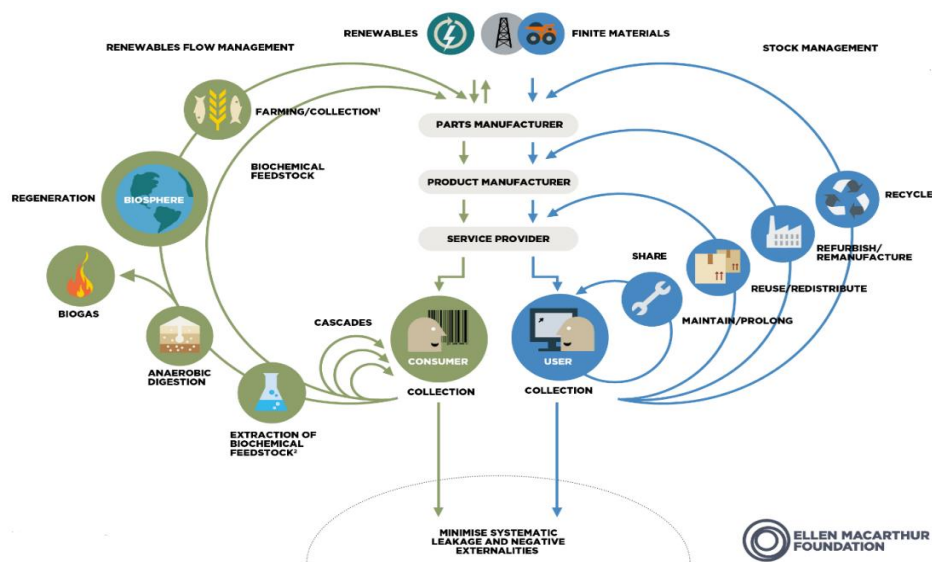 RENEWABLES
FINITE MATERIALS
RENEWABLES FLOW MANAGEMENT
STOCK MANAGEMENT
FARMING/COLLECTION¹
PARTS MANUFACTURER
BIOCHEMICAL
FEEDSTOCK
PRODUCT MANUFACTURER
REGENERATION
BIOSPHERE
RECYCLE
SERVICE PROVIDER
SHARE
REFURBISH/
REMANUFACTURE
REUSE/REDISTRIBUTE
BIOGAS
CASCADES
MAINTAIN/PROLONG
CONSUMER
USER
ANAEROBIC
DIGESTION
COLLECTION
COLLECTION
EXTRACTION OF
BIOCHEMICAL
FEEDSTOCK²
MINIMISE SYSTEMATIC
LEAKAGE AND NEGATIVE
EXTERNALITIES
ELLEN MACARTHUR
FOUNDATION